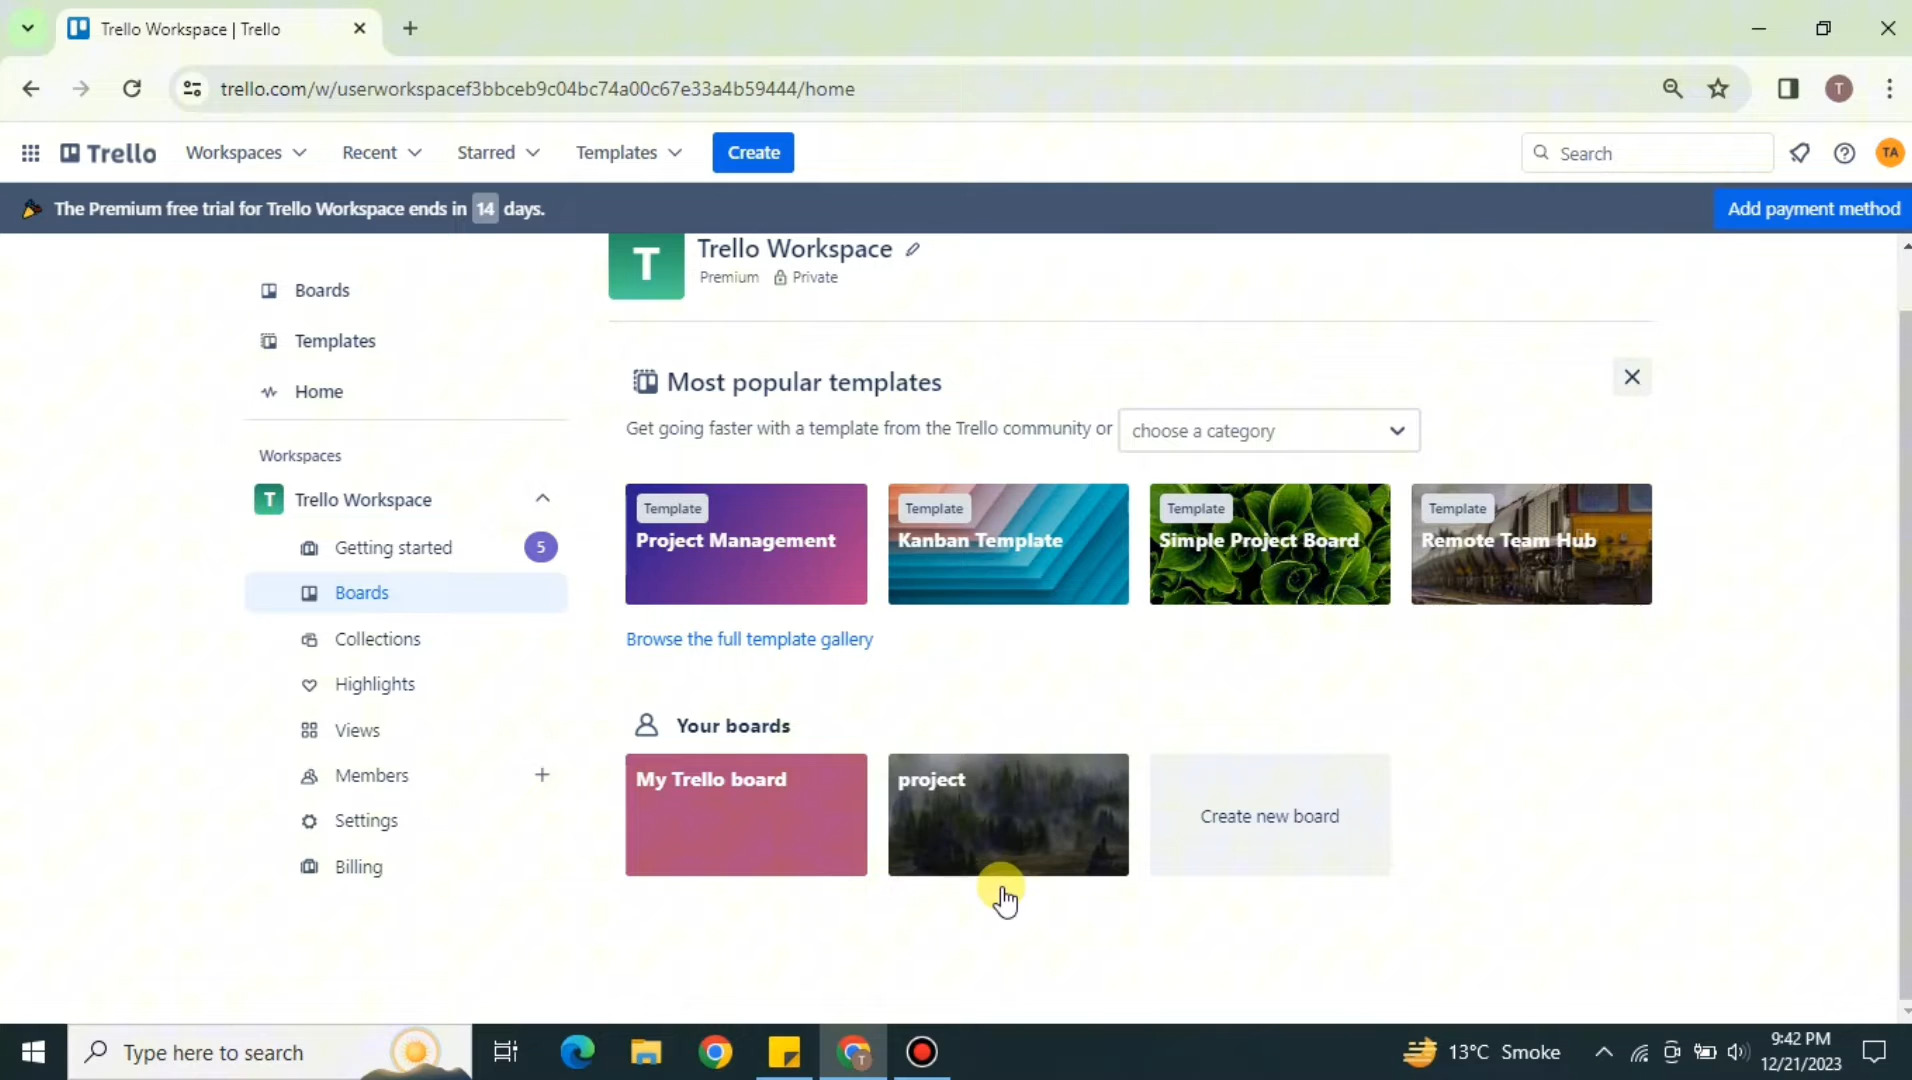 Trello Workspace | Trello
trello.com/w/userworkspacef3bbceb9c04bc74a00c67e33a4b59444/home
T
Trello
Workspaces
Recent
Starred
Templates
Create
Search
TA
The Premium free trial for Trello Workspace ends in 14 days.
Add payment method
Boards
Templates
Home
Workspaces
T Trello Workspace
Getting started 5
Boards
Collections
Highlights
Views
Members +
Settings
Billing
T
Trello Workspace
Premium Private
Most popular templates
Get going faster with a template from the Trello community or choose a category
Template
Project Management
Template
Kanban Template
Template
Simple Project Board
Template
Remote Team Hub
Browse the full template gallery
Your boards
My Trello board
project
Create new board
Type here to search
T
13°C Smoke
9:42 PM
12/21/2023